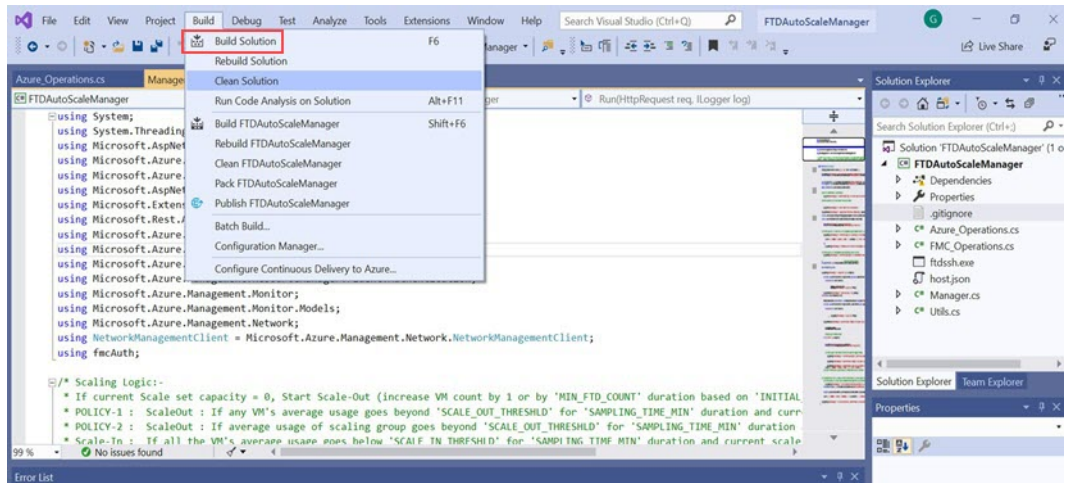 File Edit View Project Build Debug Test Analyze Tools Extensions Window Help Search Visual Studio (Ctrl+Q) FTDAutoScaleManager G
Live Share
Azure_Operations.cs Manage
FTDAutoScaleManager Run(HttpRequest req, ILogger log)
Build Solution F6
Rebuild Solution
Clean Solution
Run Code Analysis on Solution Alt+F11
Build FTDAutoScaleManager Shift+F6
Rebuild FTDAutoScaleManager
Clean FTDAutoScaleManager
Pack FTDAutoScaleManager
Publish FTDAutoScaleManager
Batch Build...
Configuration Manager...
Configure Continuous Delivery to Azure...
using System;
using System.Threading
using Microsoft.AspNet
using Microsoft.Azure.
using Microsoft.Azure.
using Microsoft.AspNet
using Microsoft.Extens
using Microsoft.Rest.A
using Microsoft.Azure.
using Microsoft.Azure.
using Microsoft.Azure.
using Microsoft.Azure.
using Microsoft.Azure.Management.Monitor;
using Microsoft.Azure.Management.Monitor.Models;
using Microsoft.Azure.Management.Network;
using NetworkManagementClient = Microsoft.Azure.Management.Network.NetworkManagementClient;
using fmcAuth;
/* Scaling Logic:-
* If current Scale set capacity = 0, Start Scale-Out (increase VM count by 1 or by 'MIN_FTD_COUNT' duration based on 'INITIAL
* POLICY-1 : ScaleOut : If any VM's average usage goes beyond 'SCALE_OUT_THRESHLD' for 'SAMPLING_TIME_MIN' duration and curr
* POLICY-2 : ScaleOut : If average usage of scaling group goes beyond 'SCALE_OUT_THRESHLD' for 'SAMPLING_TIME_MIN' duration
* Scale-In : If all the VM's average usage goes below 'SCALE_IN_THRESHLD' for 'SAMPLING_TIME_MIN' duration and current scale
99 % No issues found
Error List
Solution Explorer
Search Solution Explorer (Ctrl+;)
Solution 'FTDAutoScaleManager' (1 o
FTDAutoScaleManager
Dependencies
Properties
.gitignore
Azure_Operations.cs
FMC_Operations.cs
ftdssh.exe
host.json
Manager.cs
Utils.cs
Solution Explorer Team Explorer
Properties